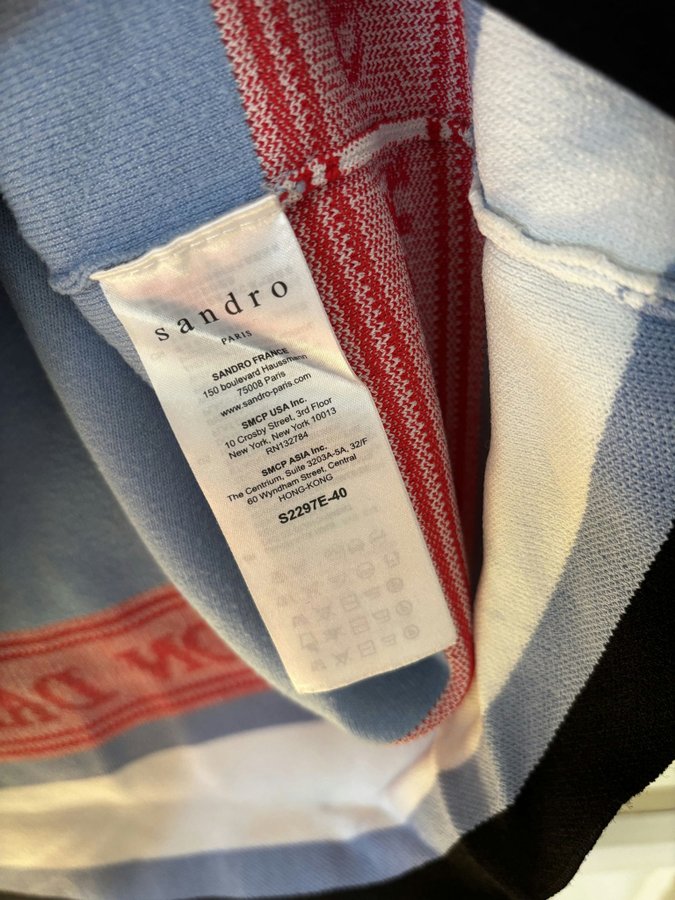 sandro
PARIS
SANDRO FRANCE
150 boulevard Haussmann
75008 Paris
www.sandro-paris.com
SMCP USA Inc.
10 Crosby Street, 3rd Floor
New York, New York 10013
RN132784
SMCP ASIA Inc.
The Centrium, Suite 3203A-5A, 32/F
60 Wyndham Street, Central
HONG-KONG
S2297E-40